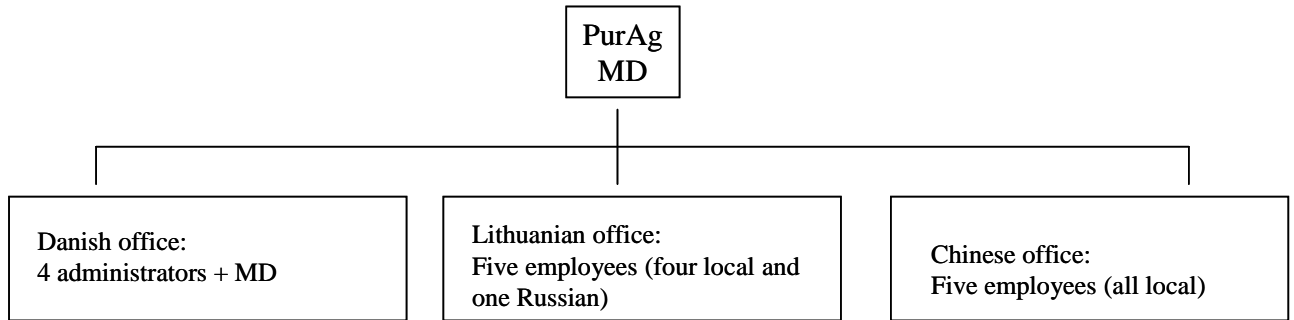 PurAg
MD
Danish office:
4 administrators + MD
Lithuanian office:
Five employees (four local and
one Russian)
Chinese office:
Five employees (all local)